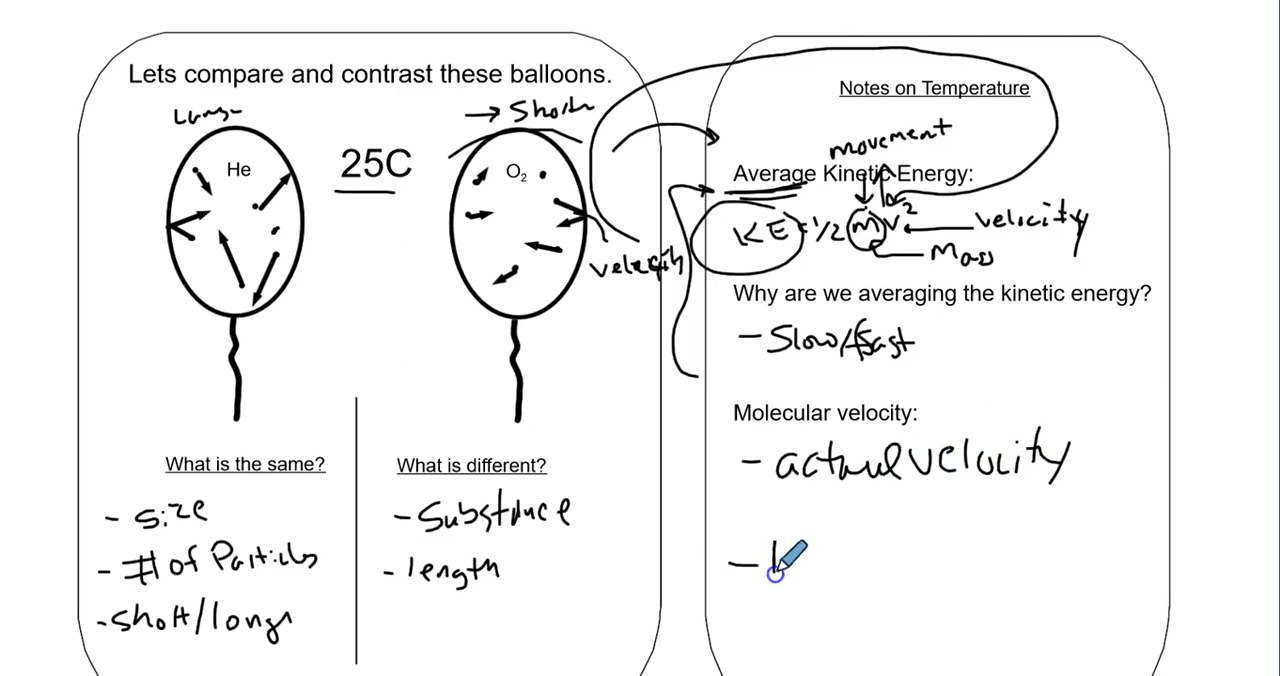 Lets compare and contrast these balloons.
Long
→ Short
He
25C
O₂
velocity
What is the same?
- Size
- # of Particles
- Short/long
What is different?
- Substance
- length
Notes on Temperature
movement
Average Kinetic Energy:
KE = 1/2 m v²
velocity
Mass
Why are we averaging the kinetic energy?
- Slow/fast
Molecular velocity:
- actual velocity
-